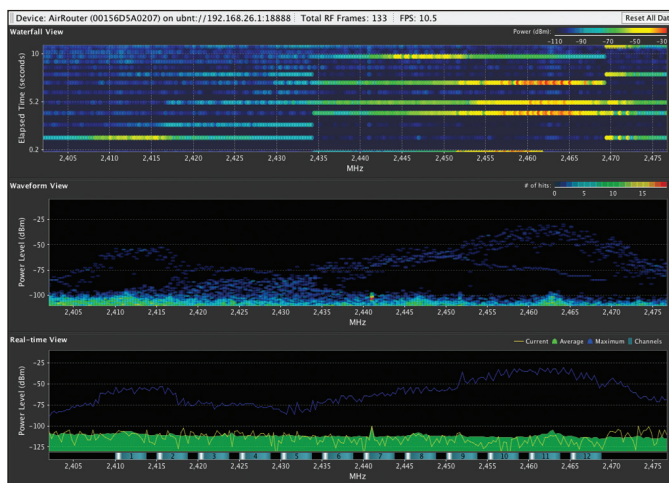 Device: AirRouter (00156D5A0207) on ubnt://192.168.26.1:18888 | Total RF Frames: 133 | FPS: 10.5 Reset All Dat
Waterfall View Power (dBm): -110 -90 -70 -50 -30
Elapsed Time (seconds)
10
5.2
0.2
2,405 2,410 2,415 2,420 2,425 2,430 2,435 2,440 2,445 2,450 2,455 2,460 2,465 2,470 2,475
MHz
Waveform View # of hits: 0 5 10 15
Power Level (dBm)
-25
-50
-75
-100
2,405 2,410 2,415 2,420 2,425 2,430 2,435 2,440 2,445 2,450 2,455 2,460 2,465 2,470 2,475
MHz
Real-time View Current Average Maximum Channels
Power Level (dBm)
0
-25
-50
-75
-100
-125
1 2 3 4 5 6 7 8 9 10 11 12
2,405 2,410 2,415 2,420 2,425 2,430 2,435 2,440 2,445 2,450 2,455 2,460 2,465 2,470 2,475
MHz